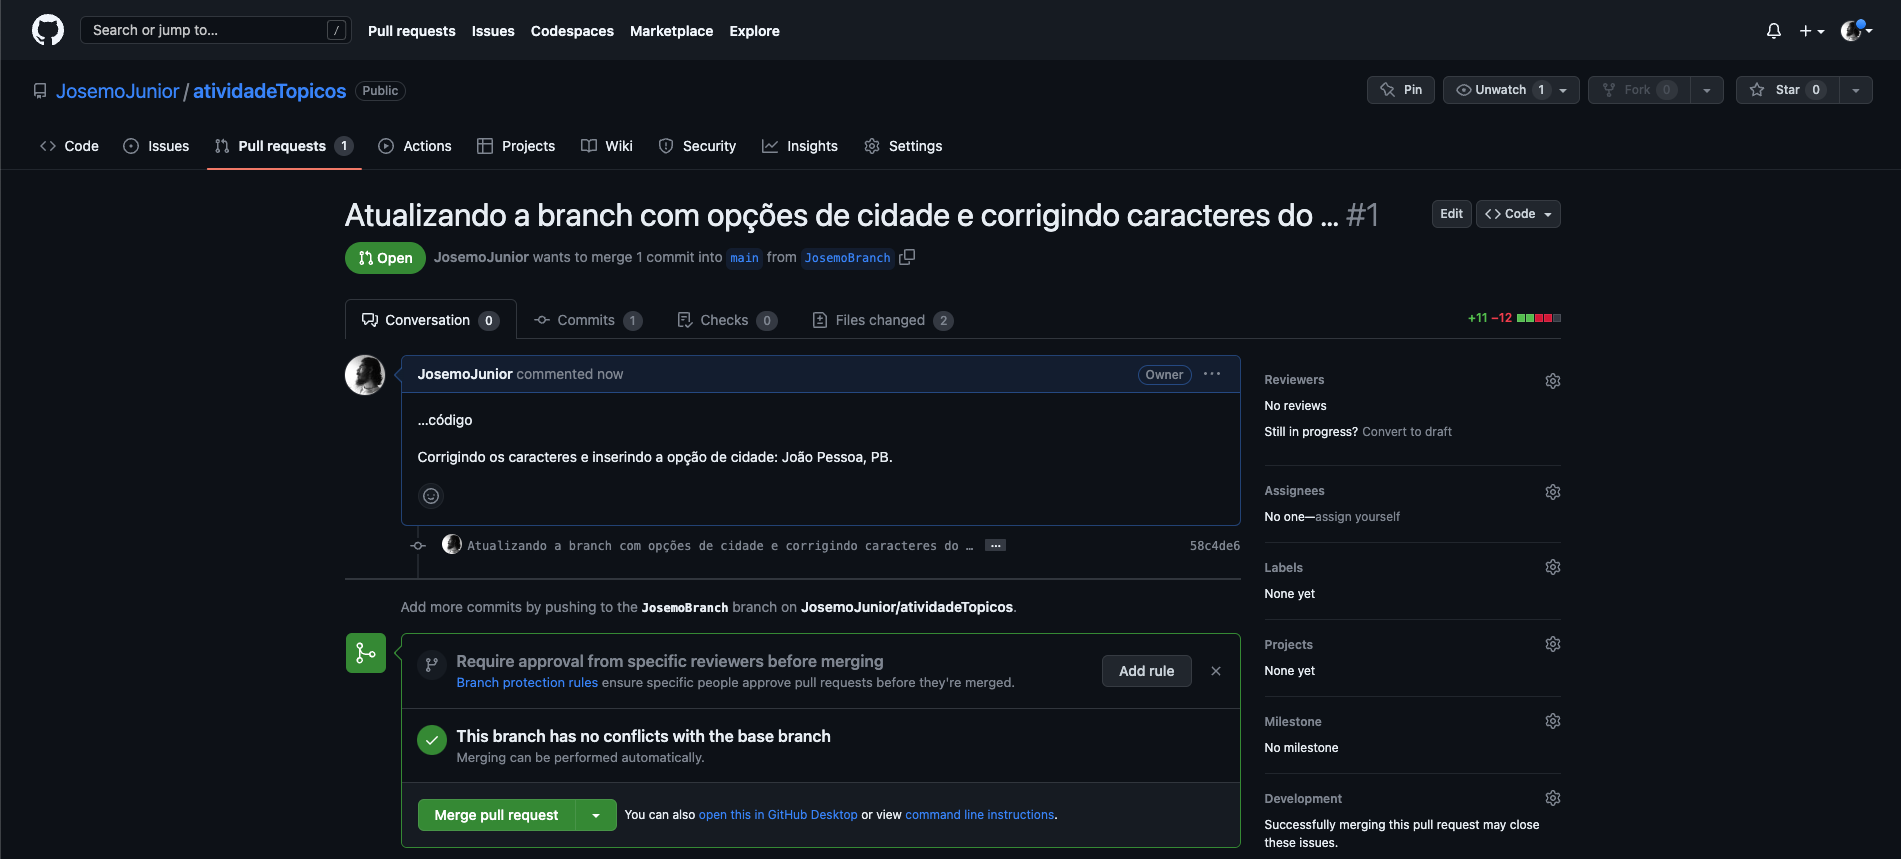 Search or jump to... /
Pull requests Issues Codespaces Marketplace Explore
JosemoJunior / atividadeTopicos Public
Pin Unwatch 1 Fork 0 Star 0
Code Issues Pull requests 1 Actions Projects Wiki Security Insights Settings
Atualizando a branch com opções de cidade e corrigindo caracteres do ... #1
Edit Code
Open JosemoJunior wants to merge 1 commit into main from JosemoBranch
Conversation 0 Commits 1 Checks 0 Files changed 2
+11 −12
JosemoJunior commented now
Owner ...
...código
Corrigindo os caracteres e inserindo a opção de cidade: João Pessoa, PB.
Atualizando a branch com opções de cidade e corrigindo caracteres do … ...
58c4de6
Add more commits by pushing to the JosemoBranch branch on JosemoJunior/atividadeTopicos.
Require approval from specific reviewers before merging
Branch protection rules ensure specific people approve pull requests before they're merged.
Add rule
This branch has no conflicts with the base branch
Merging can be performed automatically.
Merge pull request
You can also open this in GitHub Desktop or view command line instructions.
Reviewers
No reviews
Still in progress? Convert to draft
Assignees
No one—assign yourself
Labels
None yet
Projects
None yet
Milestone
No milestone
Development
Successfully merging this pull request may close
these issues.